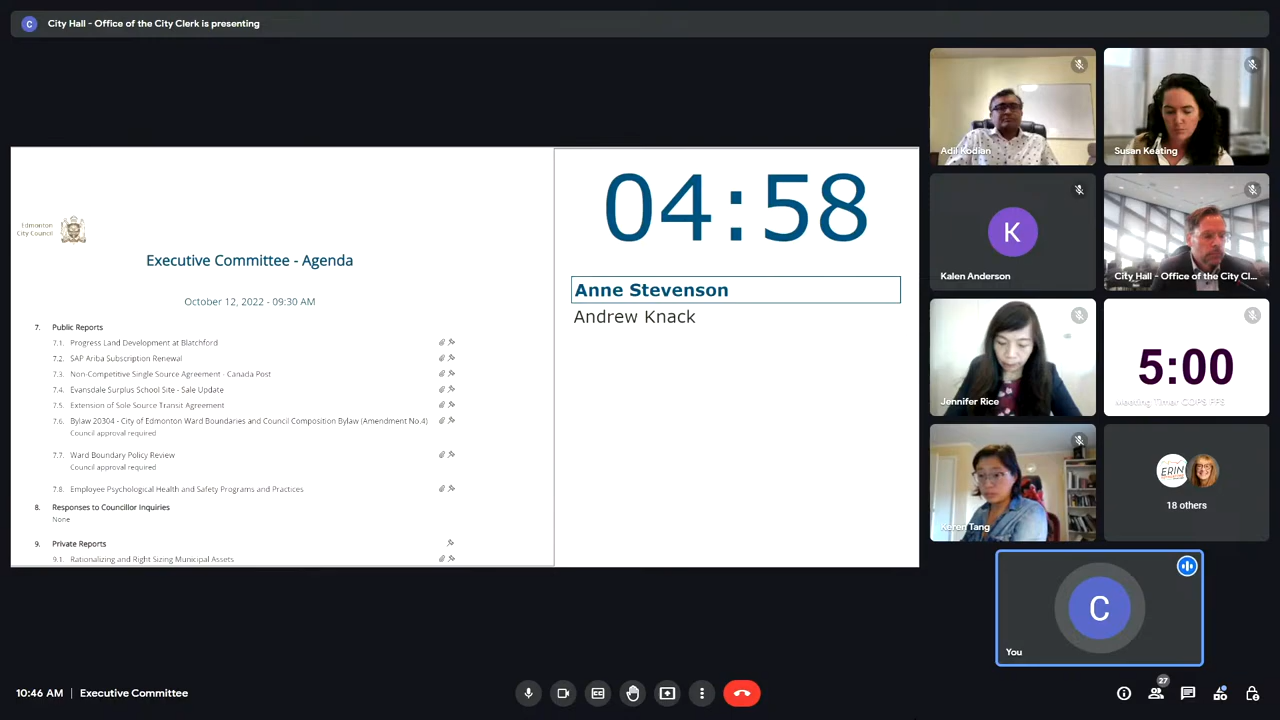 C
City Hall - Office of the City Clerk is presenting
Edmonton
City Council
Executive Committee - Agenda
October 12, 2022 - 09:30 AM
7. Public Reports
7.1. Progress Land Development at Blatchford
7.2. SAP Ariba Subscription Renewal
7.3. Non-Competitive Single Source Agreement - Canada Post
7.4. Evansdale Surplus School Site - Sale Update
7.5. Extension of Sole Source Transit Agreement
7.6. Bylaw 20304 - City of Edmonton Ward Boundaries and Council Composition Bylaw (Amendment No.4)
Council approval required
7.7. Ward Boundary Policy Review
Council approval required
7.8. Employee Psychological Health and Safety Programs and Practices
8. Responses to Councillor Inquiries
None
9. Private Reports
9.1. Rationalizing and Right Sizing Municipal Assets
04:58
Anne Stevenson
Andrew Knack
Adil Kodian
Susan Keating
K
Kalen Anderson
City Hall - Office of the City Cl...
Jennifer Rice
5:00
Meeting Timer COPS FFS
Keren Tang
ERIN
18 others
C
You
10:46 AM | Executive Committee
27